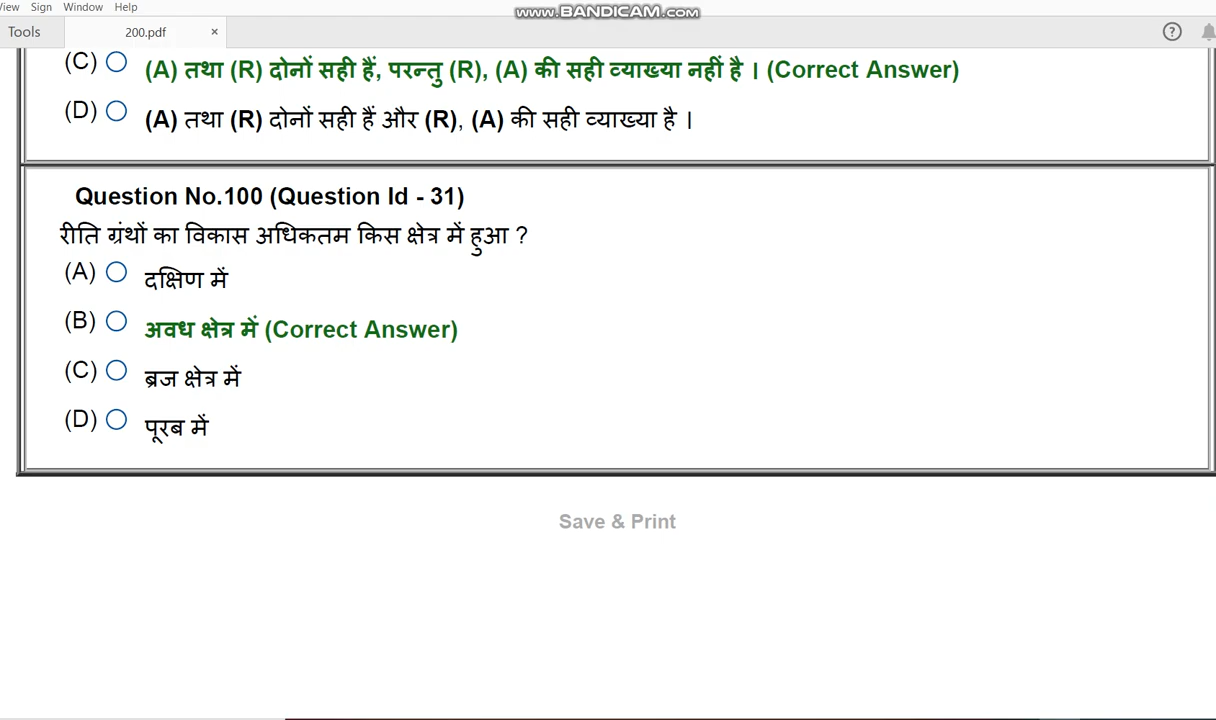 View Sign Window Help
www.BANDICAM.com
Tools 200.pdf ×
(C) (A) तथा (R) दोनों सही हैं, परन्तु (R), (A) की सही व्याख्या नहीं है । (Correct Answer)
(D) (A) तथा (R) दोनों सही हैं और (R), (A) की सही व्याख्या है ।
Question No.100 (Question Id - 31)
रीति ग्रंथों का विकास अधिकतम किस क्षेत्र में हुआ ?
(A) दक्षिण में
(B) अवध क्षेत्र में (Correct Answer)
(C) ब्रज क्षेत्र में
(D) पूरब में
Save & Print